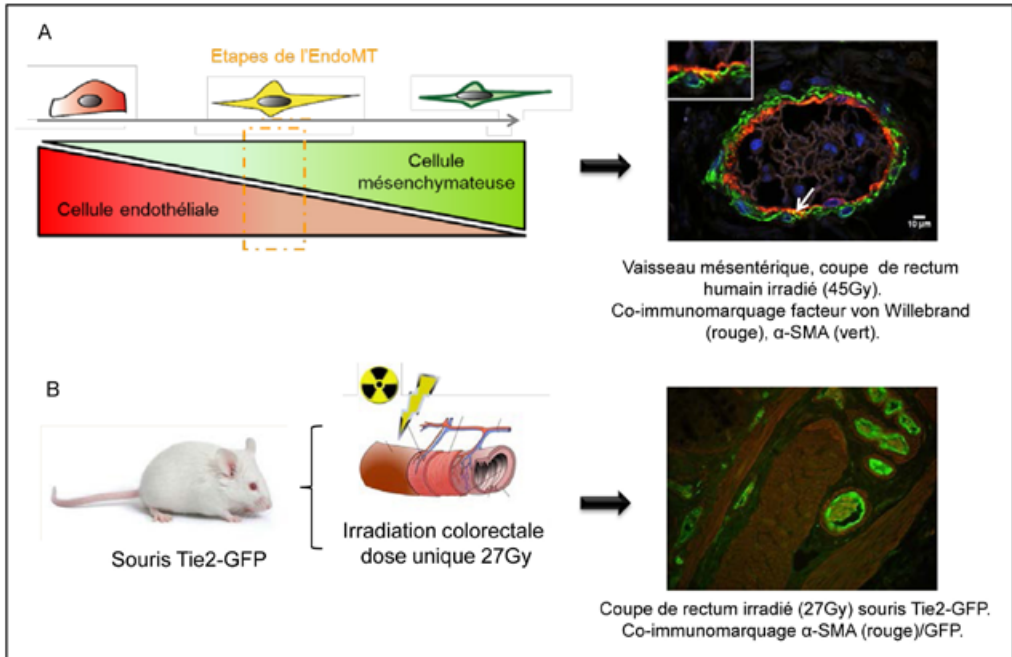 A
Etapes de l'EndoMT
Cellule
mésenchymateuse
Cellule endothéliale
10 µm
Vaisseau mésentérique, coupe de rectum
humain irradié (45Gy).
Co-immunomarquage facteur von Willebrand
(rouge), α-SMA (vert).
B
Souris Tie2-GFP
Irradiation colorectale
dose unique 27Gy
Coupe de rectum irradié (27Gy) souris Tie2-GFP.
Co-immunomarquage α-SMA (rouge)/GFP.